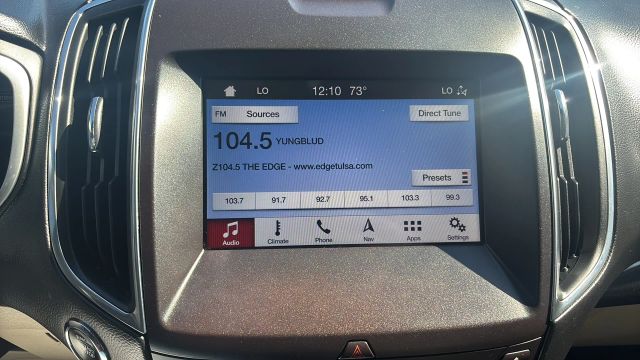 LO 12:10 73° LO
FM Sources Direct Tune
104.5 YUNGBLUD
Z104.5 THE EDGE - www.edgetulsa.com
Presets
103.7 91.7 92.7 95.1 103.3 99.3
Audio Climate Phone Nav Apps Settings